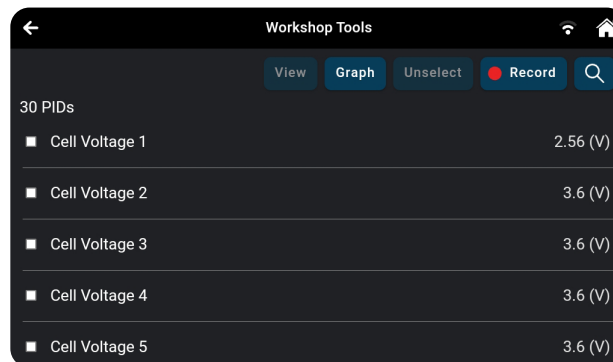 Workshop Tools
View Graph Unselect Record
30 PIDs
Cell Voltage 1 2.56 (V)
Cell Voltage 2 3.6 (V)
Cell Voltage 3 3.6 (V)
Cell Voltage 4 3.6 (V)
Cell Voltage 5 3.6 (V)